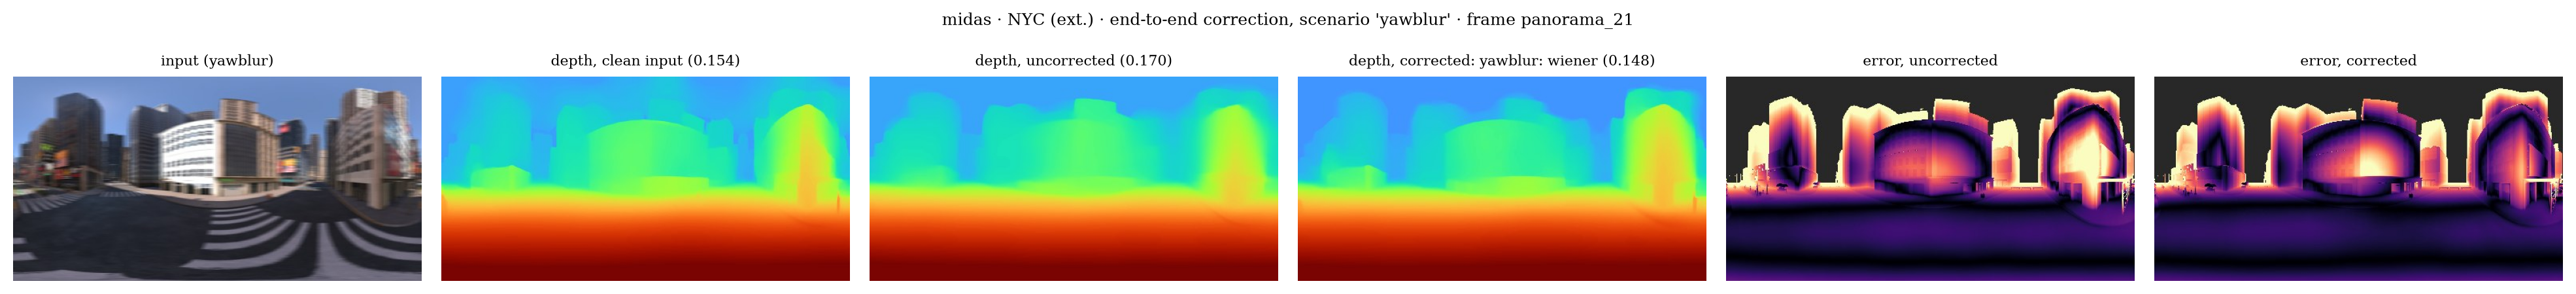 midas · NYC (ext.) · end-to-end correction, scenario 'yawblur' · frame panorama_21
input (yawblur)
depth, clean input (0.154)
depth, uncorrected (0.170)
depth, corrected: yawblur: wiener (0.148)
error, uncorrected
error, corrected